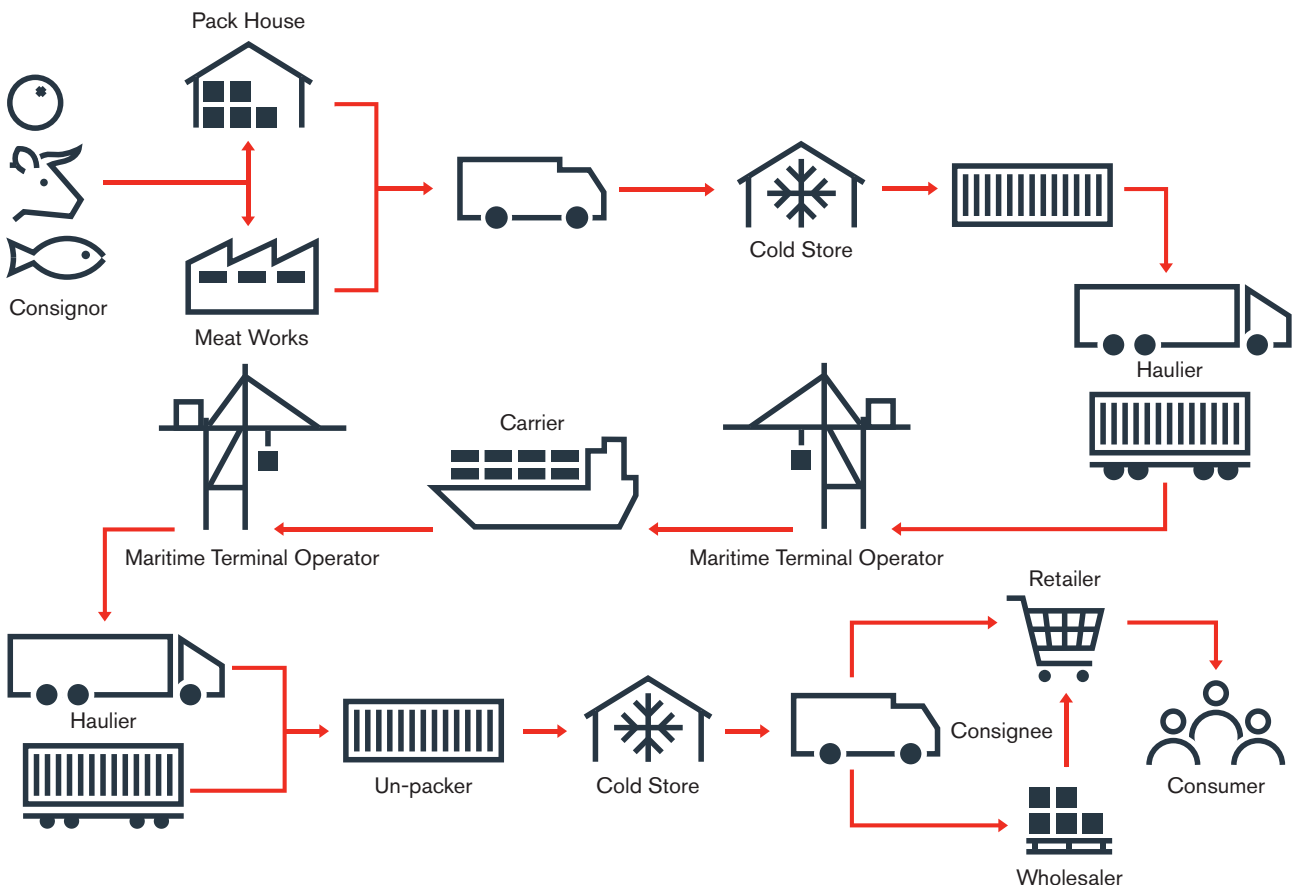 Pack House
Consignor
Meat Works
Cold Store
Haulier
Carrier
Maritime Terminal Operator
Maritime Terminal Operator
Haulier
Un-packer
Cold Store
Consignee
Retailer
Wholesaler
Consumer